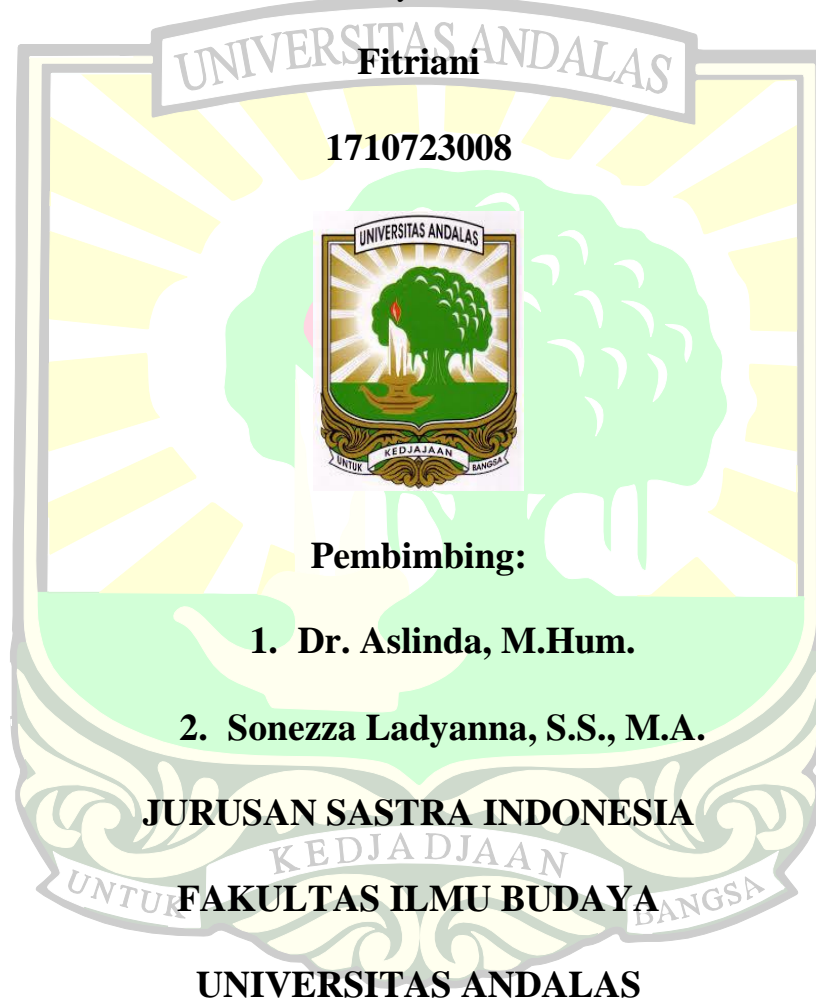 UNIVERSITAS ANDALAS
Fitriani
1710723008
UNIVERSITAS ANDALAS
UNTUK KEDJAJAAN BANGSA
Pembimbing:
1. Dr. Aslinda, M.Hum.
2. Sonezza Ladyanna, S.S., M.A.
JURUSAN SASTRA INDONESIA
UNTUK KEDJADJAAN BANGSA
FAKULTAS ILMU BUDAYA
UNIVERSITAS ANDALAS